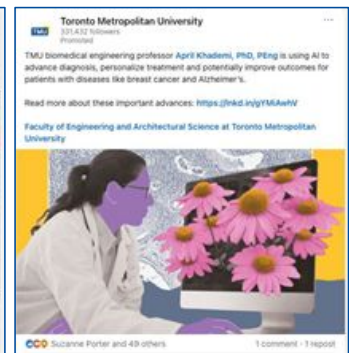 Toronto Metropolitan University
331,432 followers
Promoted
TMU
TMU biomedical engineering professor April Khademi, PhD, PEng is using AI to
advance diagnosis, personalize treatment and potentially improve outcomes for
patients with diseases like breast cancer and Alzheimer's.
Read more about these important advances: https://lnkd.in/gYMiAwhV
Faculty of Engineering and Architectural Science at Toronto Metropolitan
University
Suzanne Porter and 49 others
1 comment · 1 repost